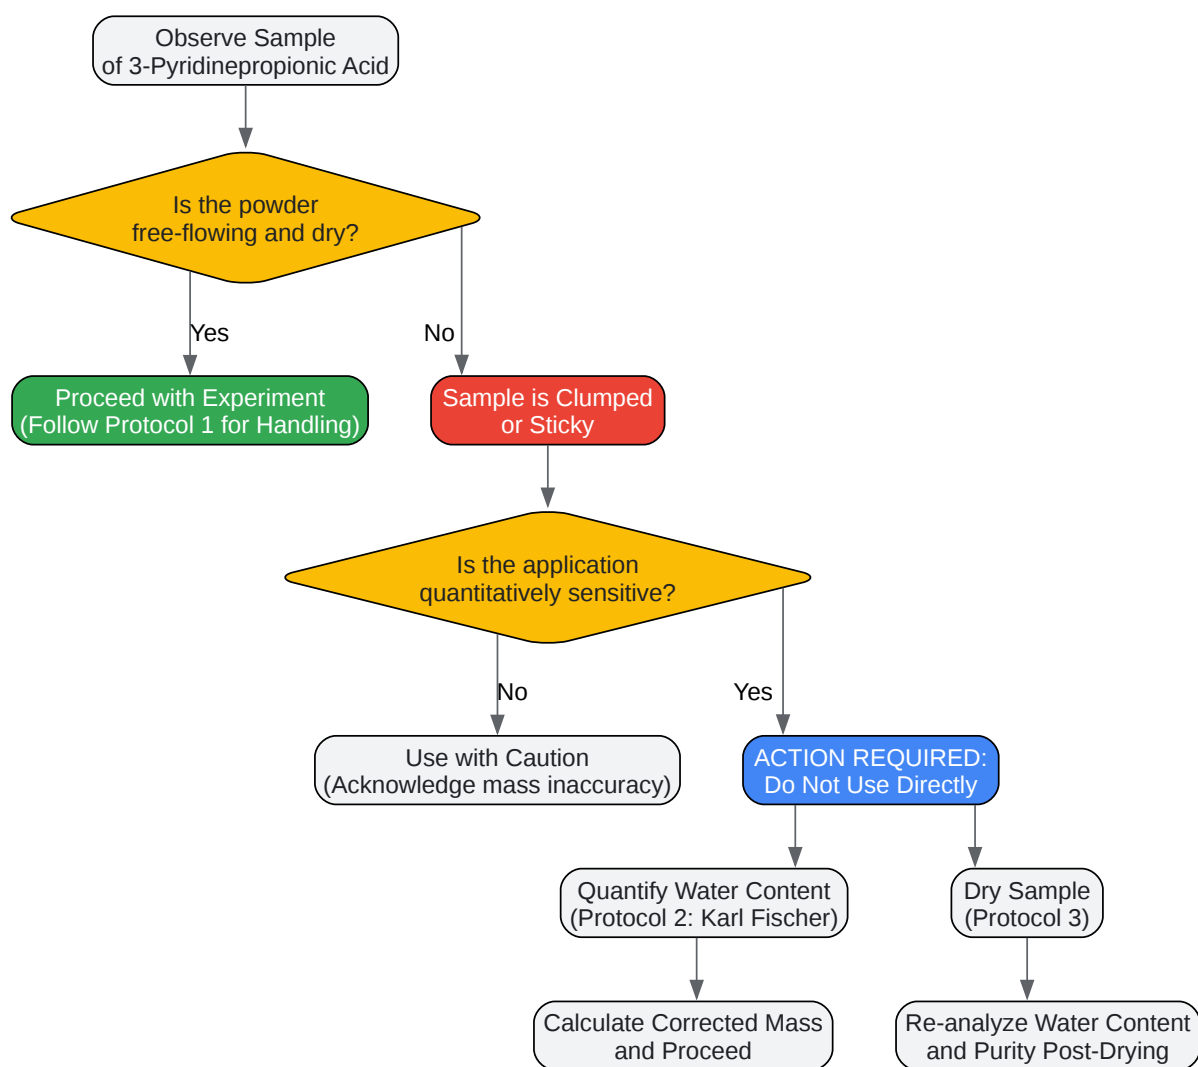 Observe Sample
of 3-Pyridinepropionic Acid
Is the powder
free-flowing and dry?
Yes
No
Proceed with Experiment
(Follow Protocol 1 for Handling)
Sample is Clumped
or Sticky
Is the application
quantitatively sensitive?
No
Yes
Use with Caution
(Acknowledge mass inaccuracy)
ACTION REQUIRED:
Do Not Use Directly
Quantify Water Content
(Protocol 2: Karl Fischer)
Dry Sample
(Protocol 3)
Calculate Corrected Mass
and Proceed
Re-analyze Water Content
and Purity Post-Drying